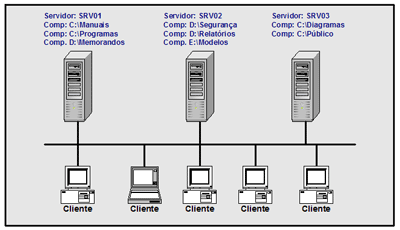 Servidor: SRV01
Comp: C:\Manuais
Comp: C:\Programas
Comp. D:\Memorandos
Servidor: SRV02
Comp: D:\Segurança
Comp: D:\Relatórios
Comp. E:\Modelos
Servidor: SRV03
Comp: C:\Diagramas
Comp: C:\Público
Cliente
Cliente
Cliente
Cliente
Cliente